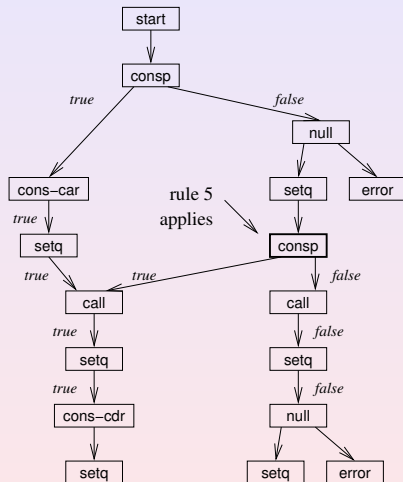 start
consp
true false
null
cons–car rule 5 setq error
true applies
setq consp
true true false
call call
true false
setq setq
true false
cons–cdr null
setq setq error